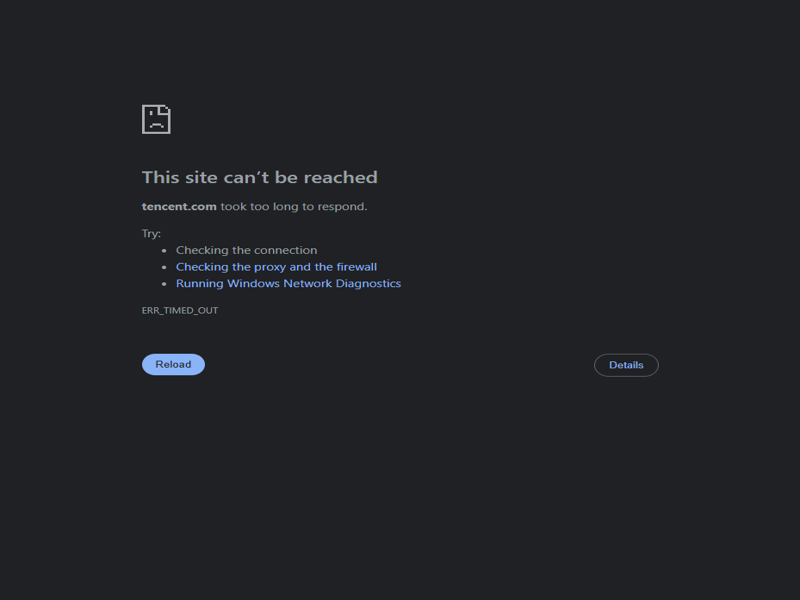 This site can’t be reached
tencent.com took too long to respond.
Try:
Checking the connection
Checking the proxy and the firewall
Running Windows Network Diagnostics
ERR_TIMED_OUT
Reload
Details